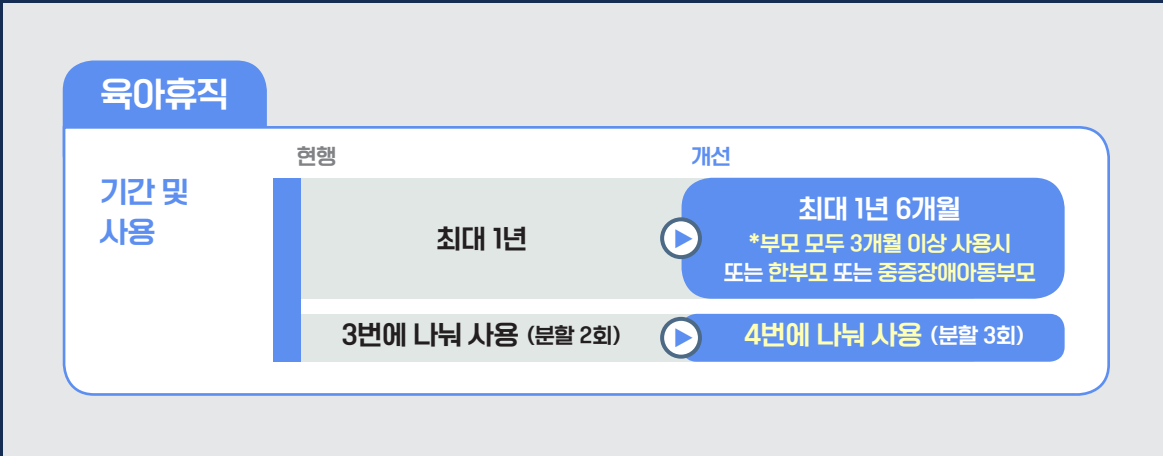 육아휴직
현행
개선
기간 및
사용
최대 1년
최대 1년 6개월
*부모 모두 3개월 이상 사용시
또는 한부모 또는 중증장애아동부모
3번에 나눠 사용 (분할 2회)
4번에 나눠 사용 (분할 3회)